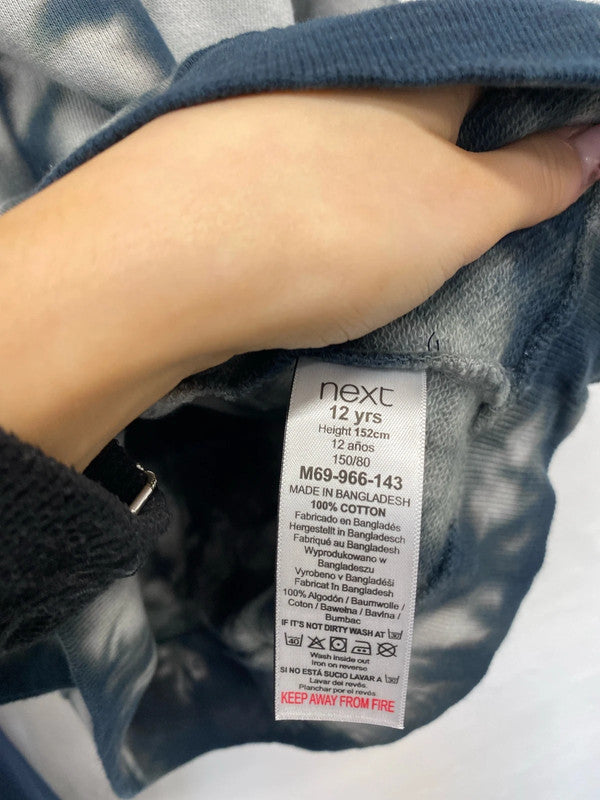 next
12 yrs
Height 152cm
12 años
150/80
M69-966-143
MADE IN BANGLADESH
100% COTTON
Fabricado en Bangladés
Hergestellt in Bangladesch
Fabriqué au Bangladesh
Wyprodukowano w
Bangladeszu
Vyrobeno v Bangladéši
Fabricat în Bangladesh
100% Algodón / Baumwolle /
Coton / Bawełna / Bavlna /
Bumbac
IF IT'S NOT DIRTY WASH AT
40
Wash inside out
Iron on reverse
SI NO ESTÁ SUCIO LAVAR A
Lavar del revés
Planchar por el revés
KEEP AWAY FROM FIRE